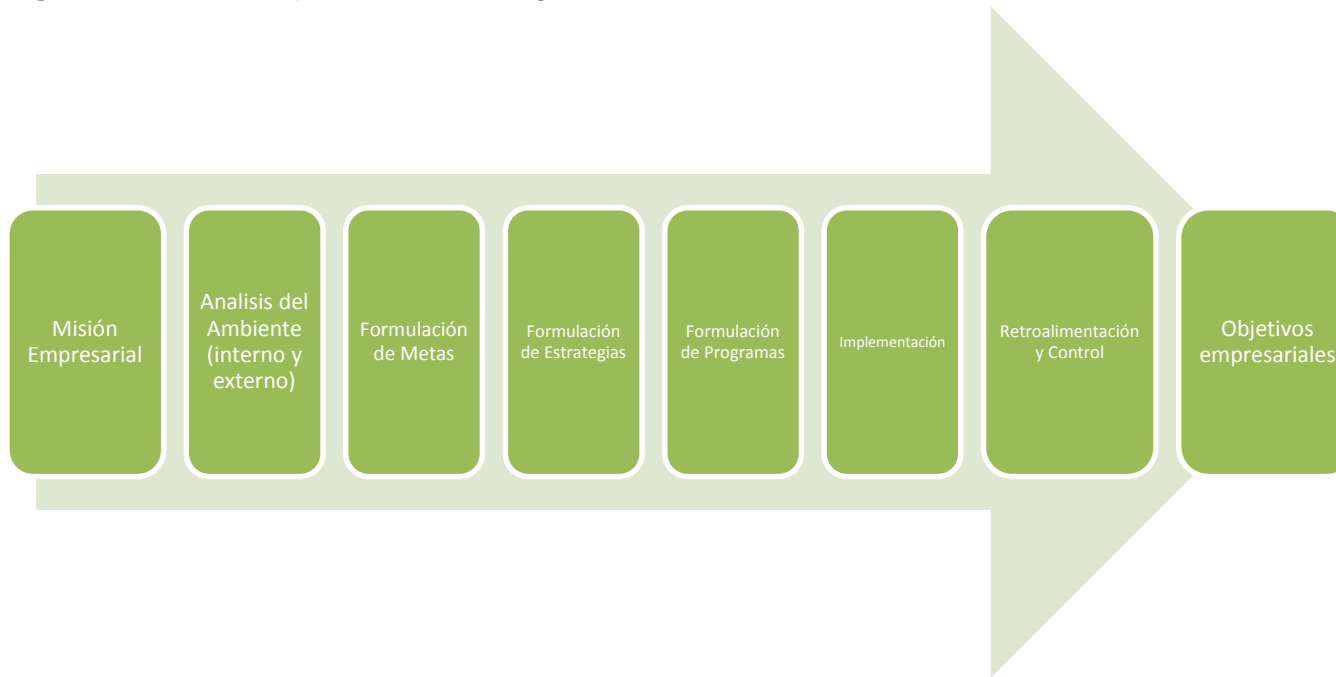 Misión
Empresarial
Analisis del
Ambiente
(interno y
externo)
Formulación
de Metas
Formulación
de Estrategias
Formulación
de Programas
Implementación
Retroalimentación
y Control
Objetivos
empresariales